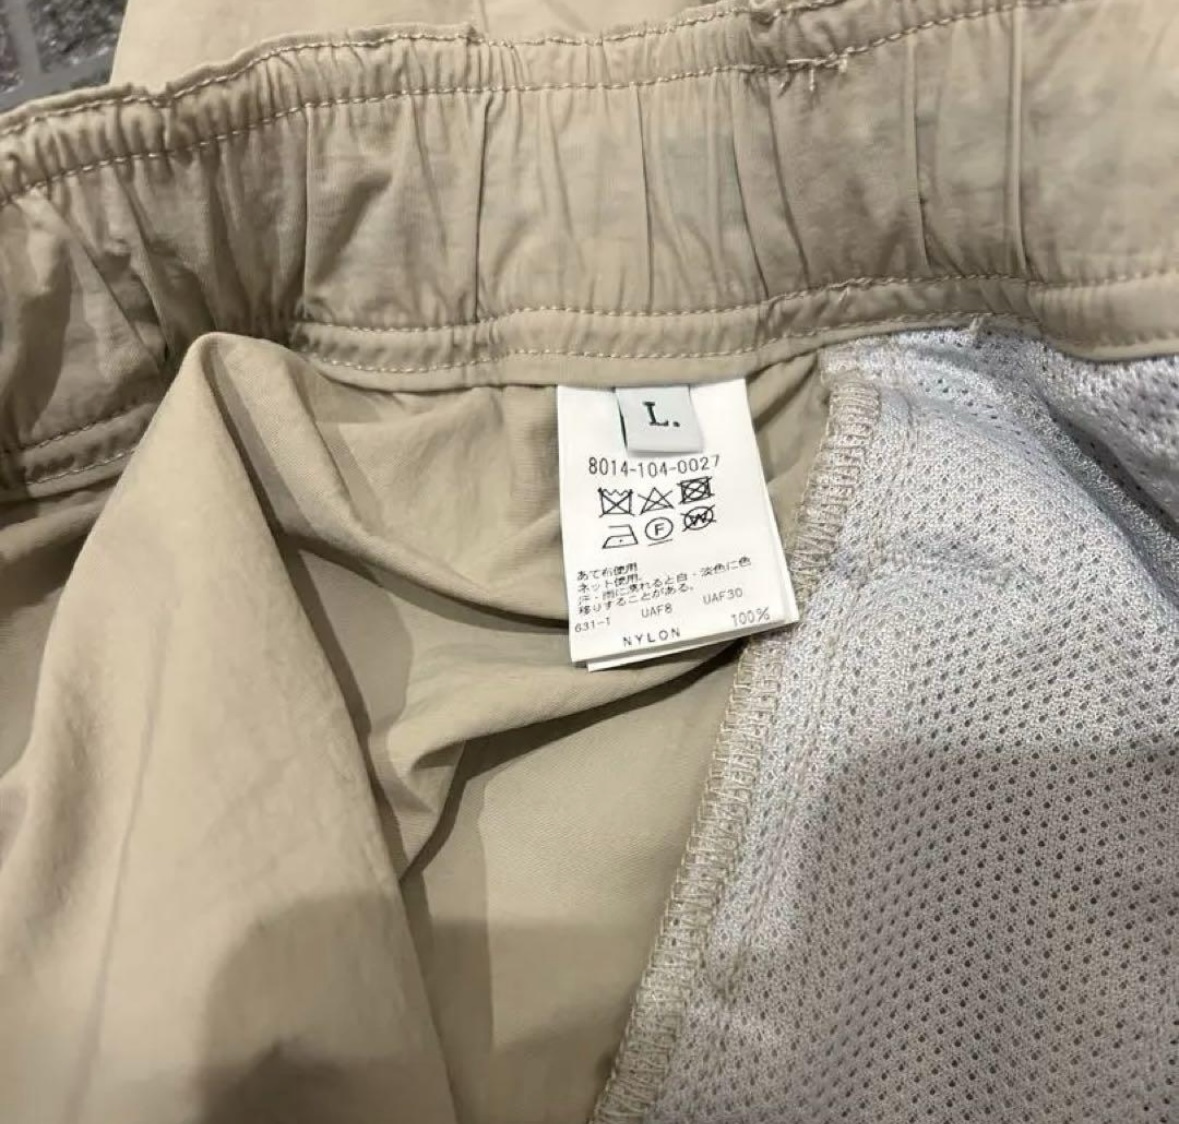 L.
8014-104-0027
F
W
あて布使用
ネット使用。
汗・雨に濡れると白・淡色に色
移りすることがある。
631-1 UAF8 UAF30
NYLON 100%